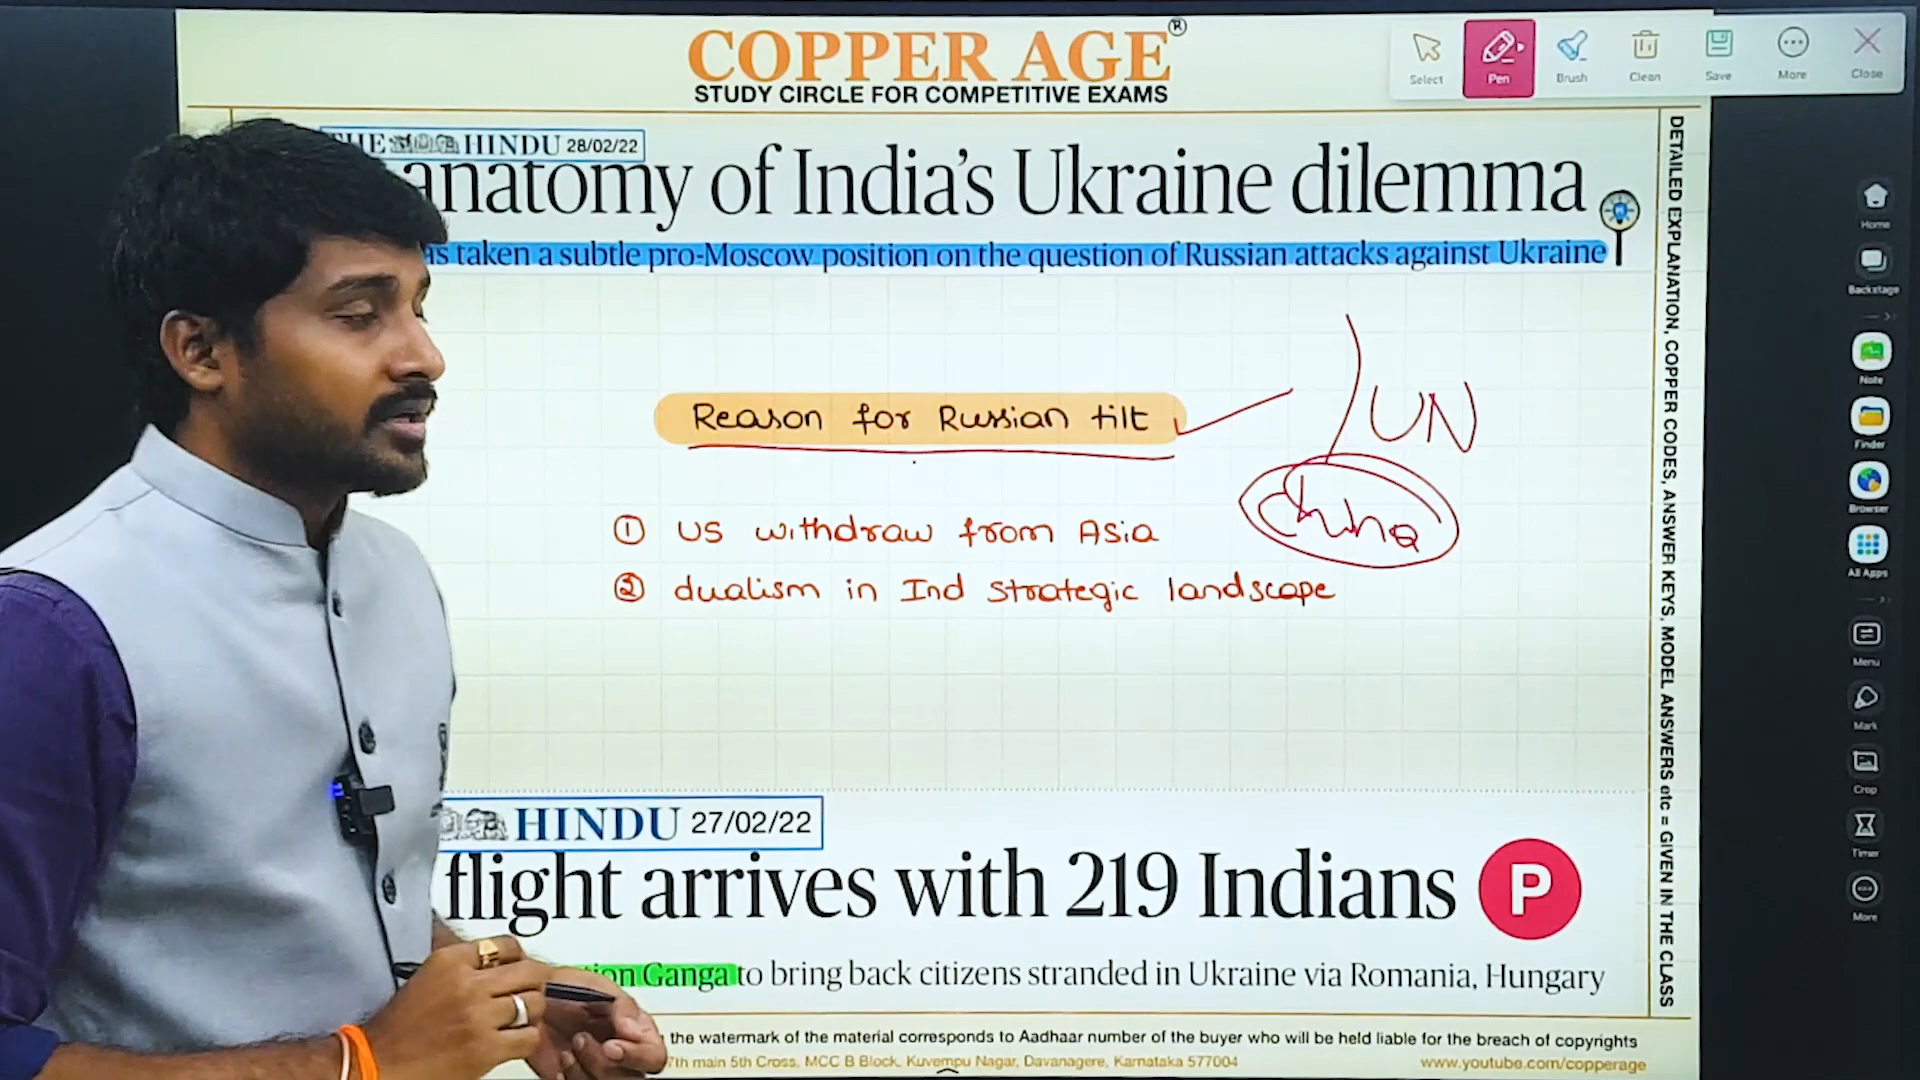 COPPER AGE®
STUDY CIRCLE FOR COMPETITIVE EXAMS
Select Pen Brush Clean Save More Close
THE HINDU 28/02/22
anatomy of India's Ukraine dilemma
as taken a subtle pro-Moscow position on the question of Russian attacks against Ukraine
Reason for Russian tilt
UN
China
① US withdraw from Asia
② dualism in Ind Strategic landscape
HINDU 27/02/22
flight arrives with 219 Indians P
tion Ganga to bring back citizens stranded in Ukraine via Romania, Hungary
the watermark of the material corresponds to Aadhaar number of the buyer who will be held liable for the breach of copyrights
7th main 5th Cross, MCC B Block, Kuvempu Nagar, Davanagere, Karnataka 577004
www.youtube.com/copperage
DETAILED EXPLANATION, COPPER CODES, ANSWER KEYS, MODEL ANSWERS etc = GIVEN IN THE CLASS
Home
Backstage
Note
Finder
Browser
All Apps
Menu
Mark
Crop
Timer
More